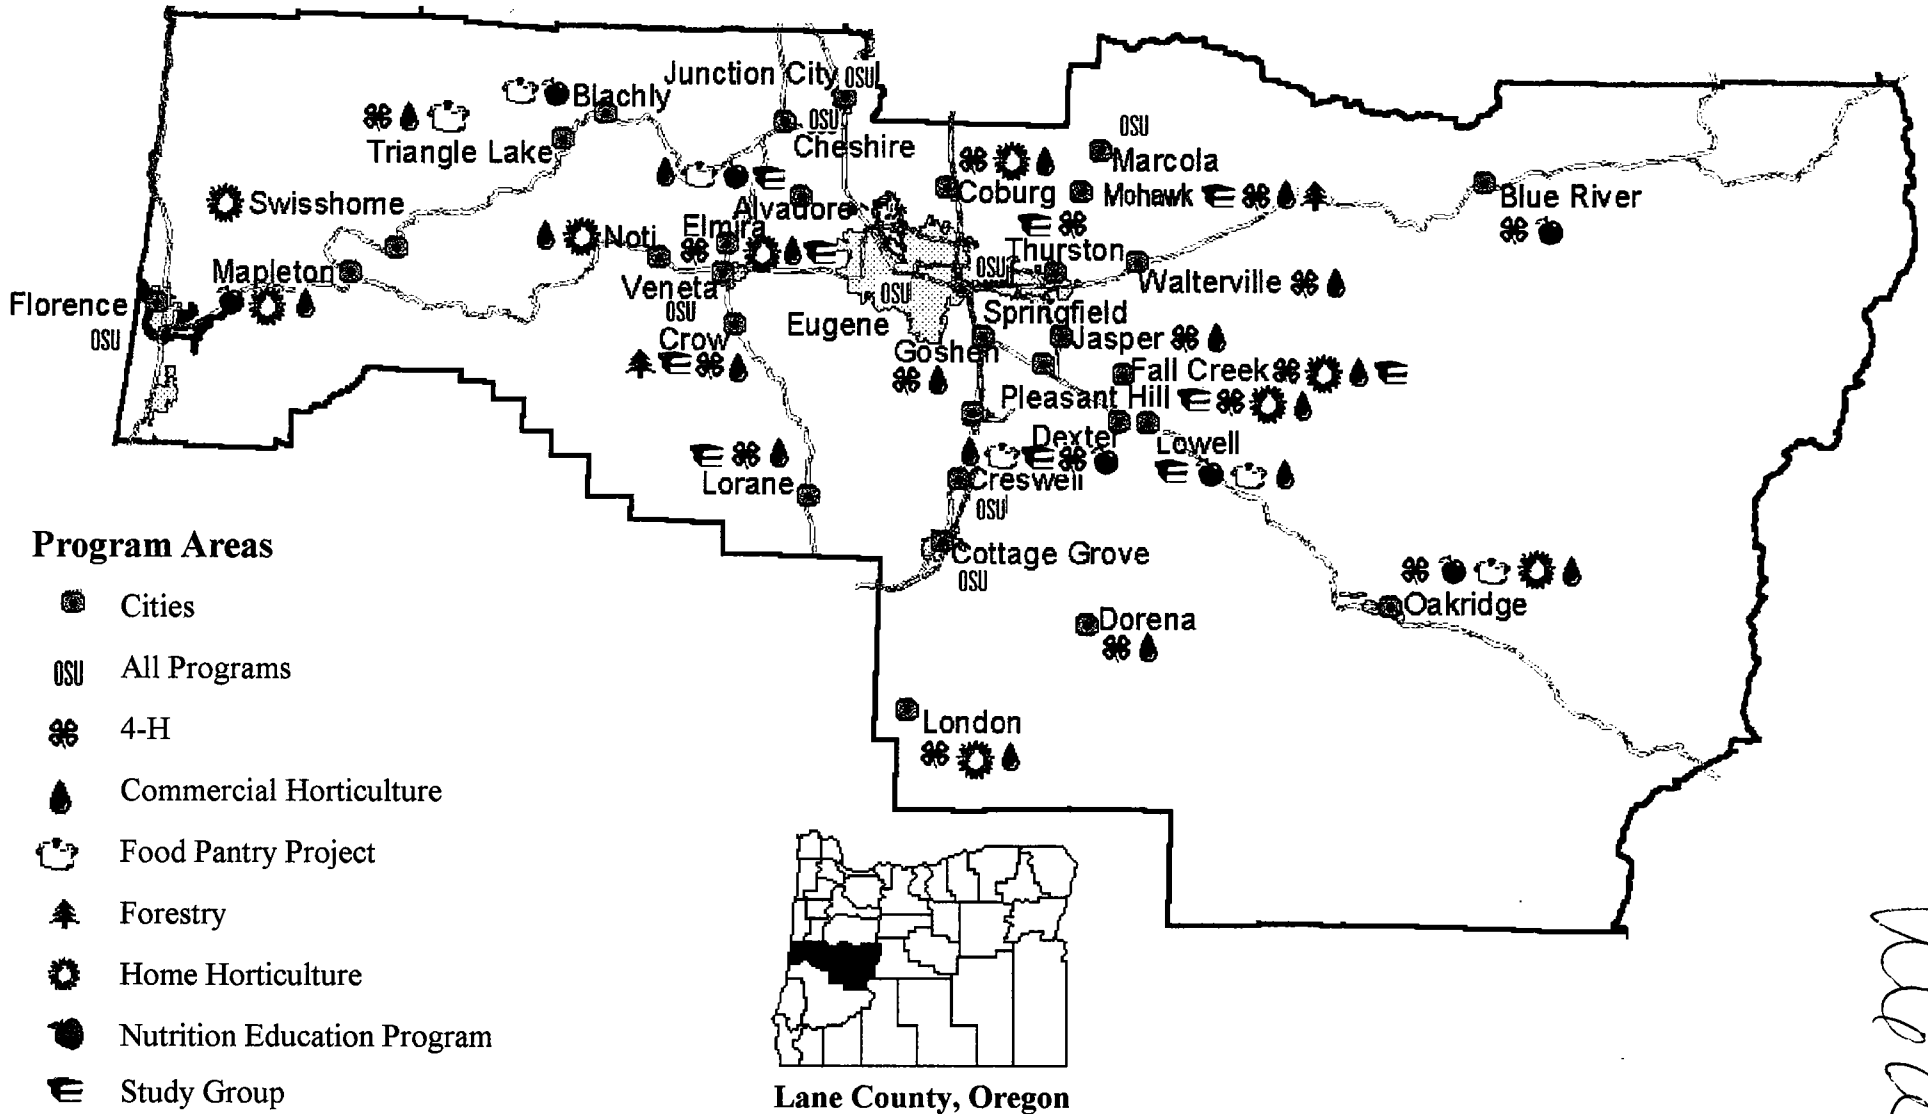 Junction City OSU
Blachly
OSU
Cheshire
Triangle Lake
OSU
Marcola
Coburg
Mohawk
Blue River
Swisshome
Alvadore
Elmira
Noti
Thurston
OSU
Walterville
Mapleton
Veneta
OSU
OSU
Florence
OSU
Springfield
Eugene
Crow
Goshen
Jasper
Fall Creek
Pleasant Hill
Dexter
Lowell
Lorane
Creswell
OSU
Cottage Grove
OSU
Oakridge
Dorena
London
Program Areas
Cities
OSU All Programs
4-H
Commercial Horticulture
Food Pantry Project
Forestry
Home Horticulture
Nutrition Education Program
Study Group
Lane County, Oregon